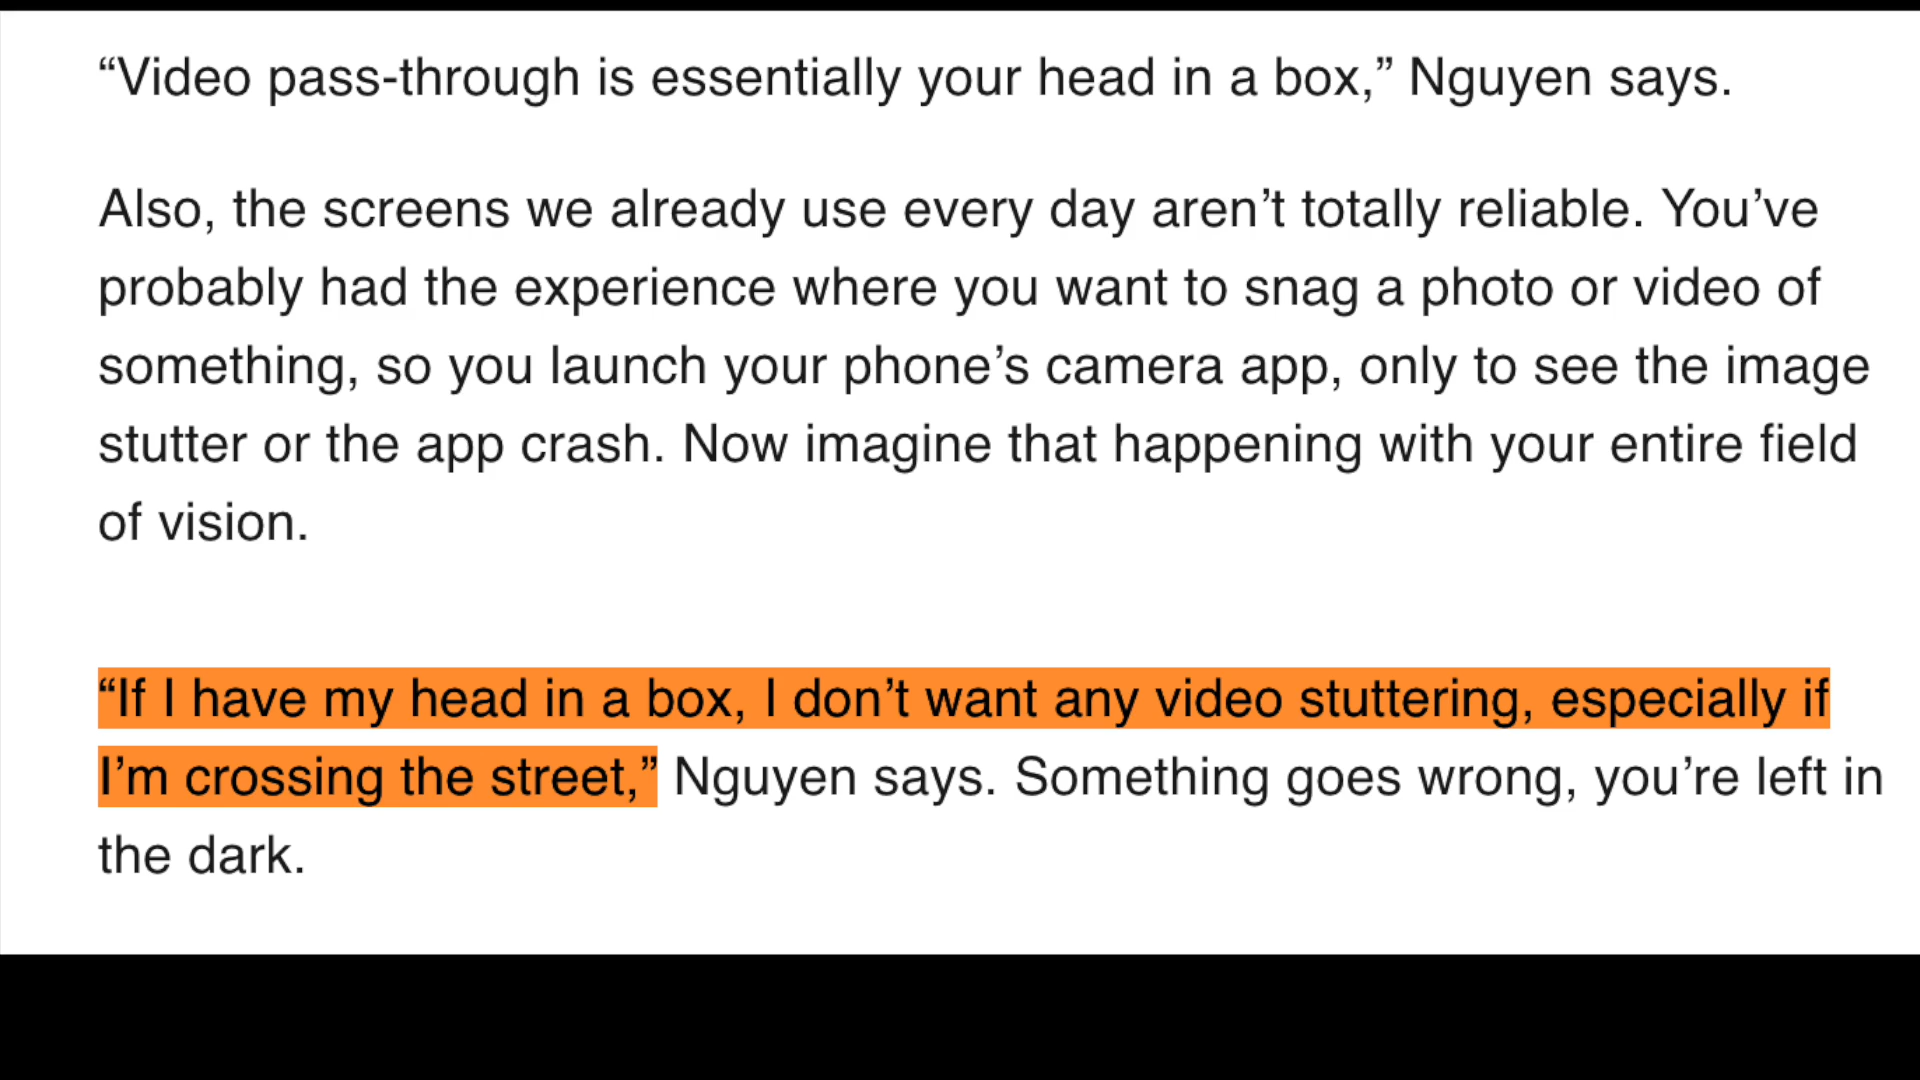 “Video pass-through is essentially your head in a box,” Nguyen says.
Also, the screens we already use every day aren’t totally reliable. You’ve
probably had the experience where you want to snag a photo or video of
something, so you launch your phone’s camera app, only to see the image
stutter or the app crash. Now imagine that happening with your entire field
of vision.
“If I have my head in a box, I don’t want any video stuttering, especially if
I’m crossing the street,” Nguyen says. Something goes wrong, you’re left in
the dark.